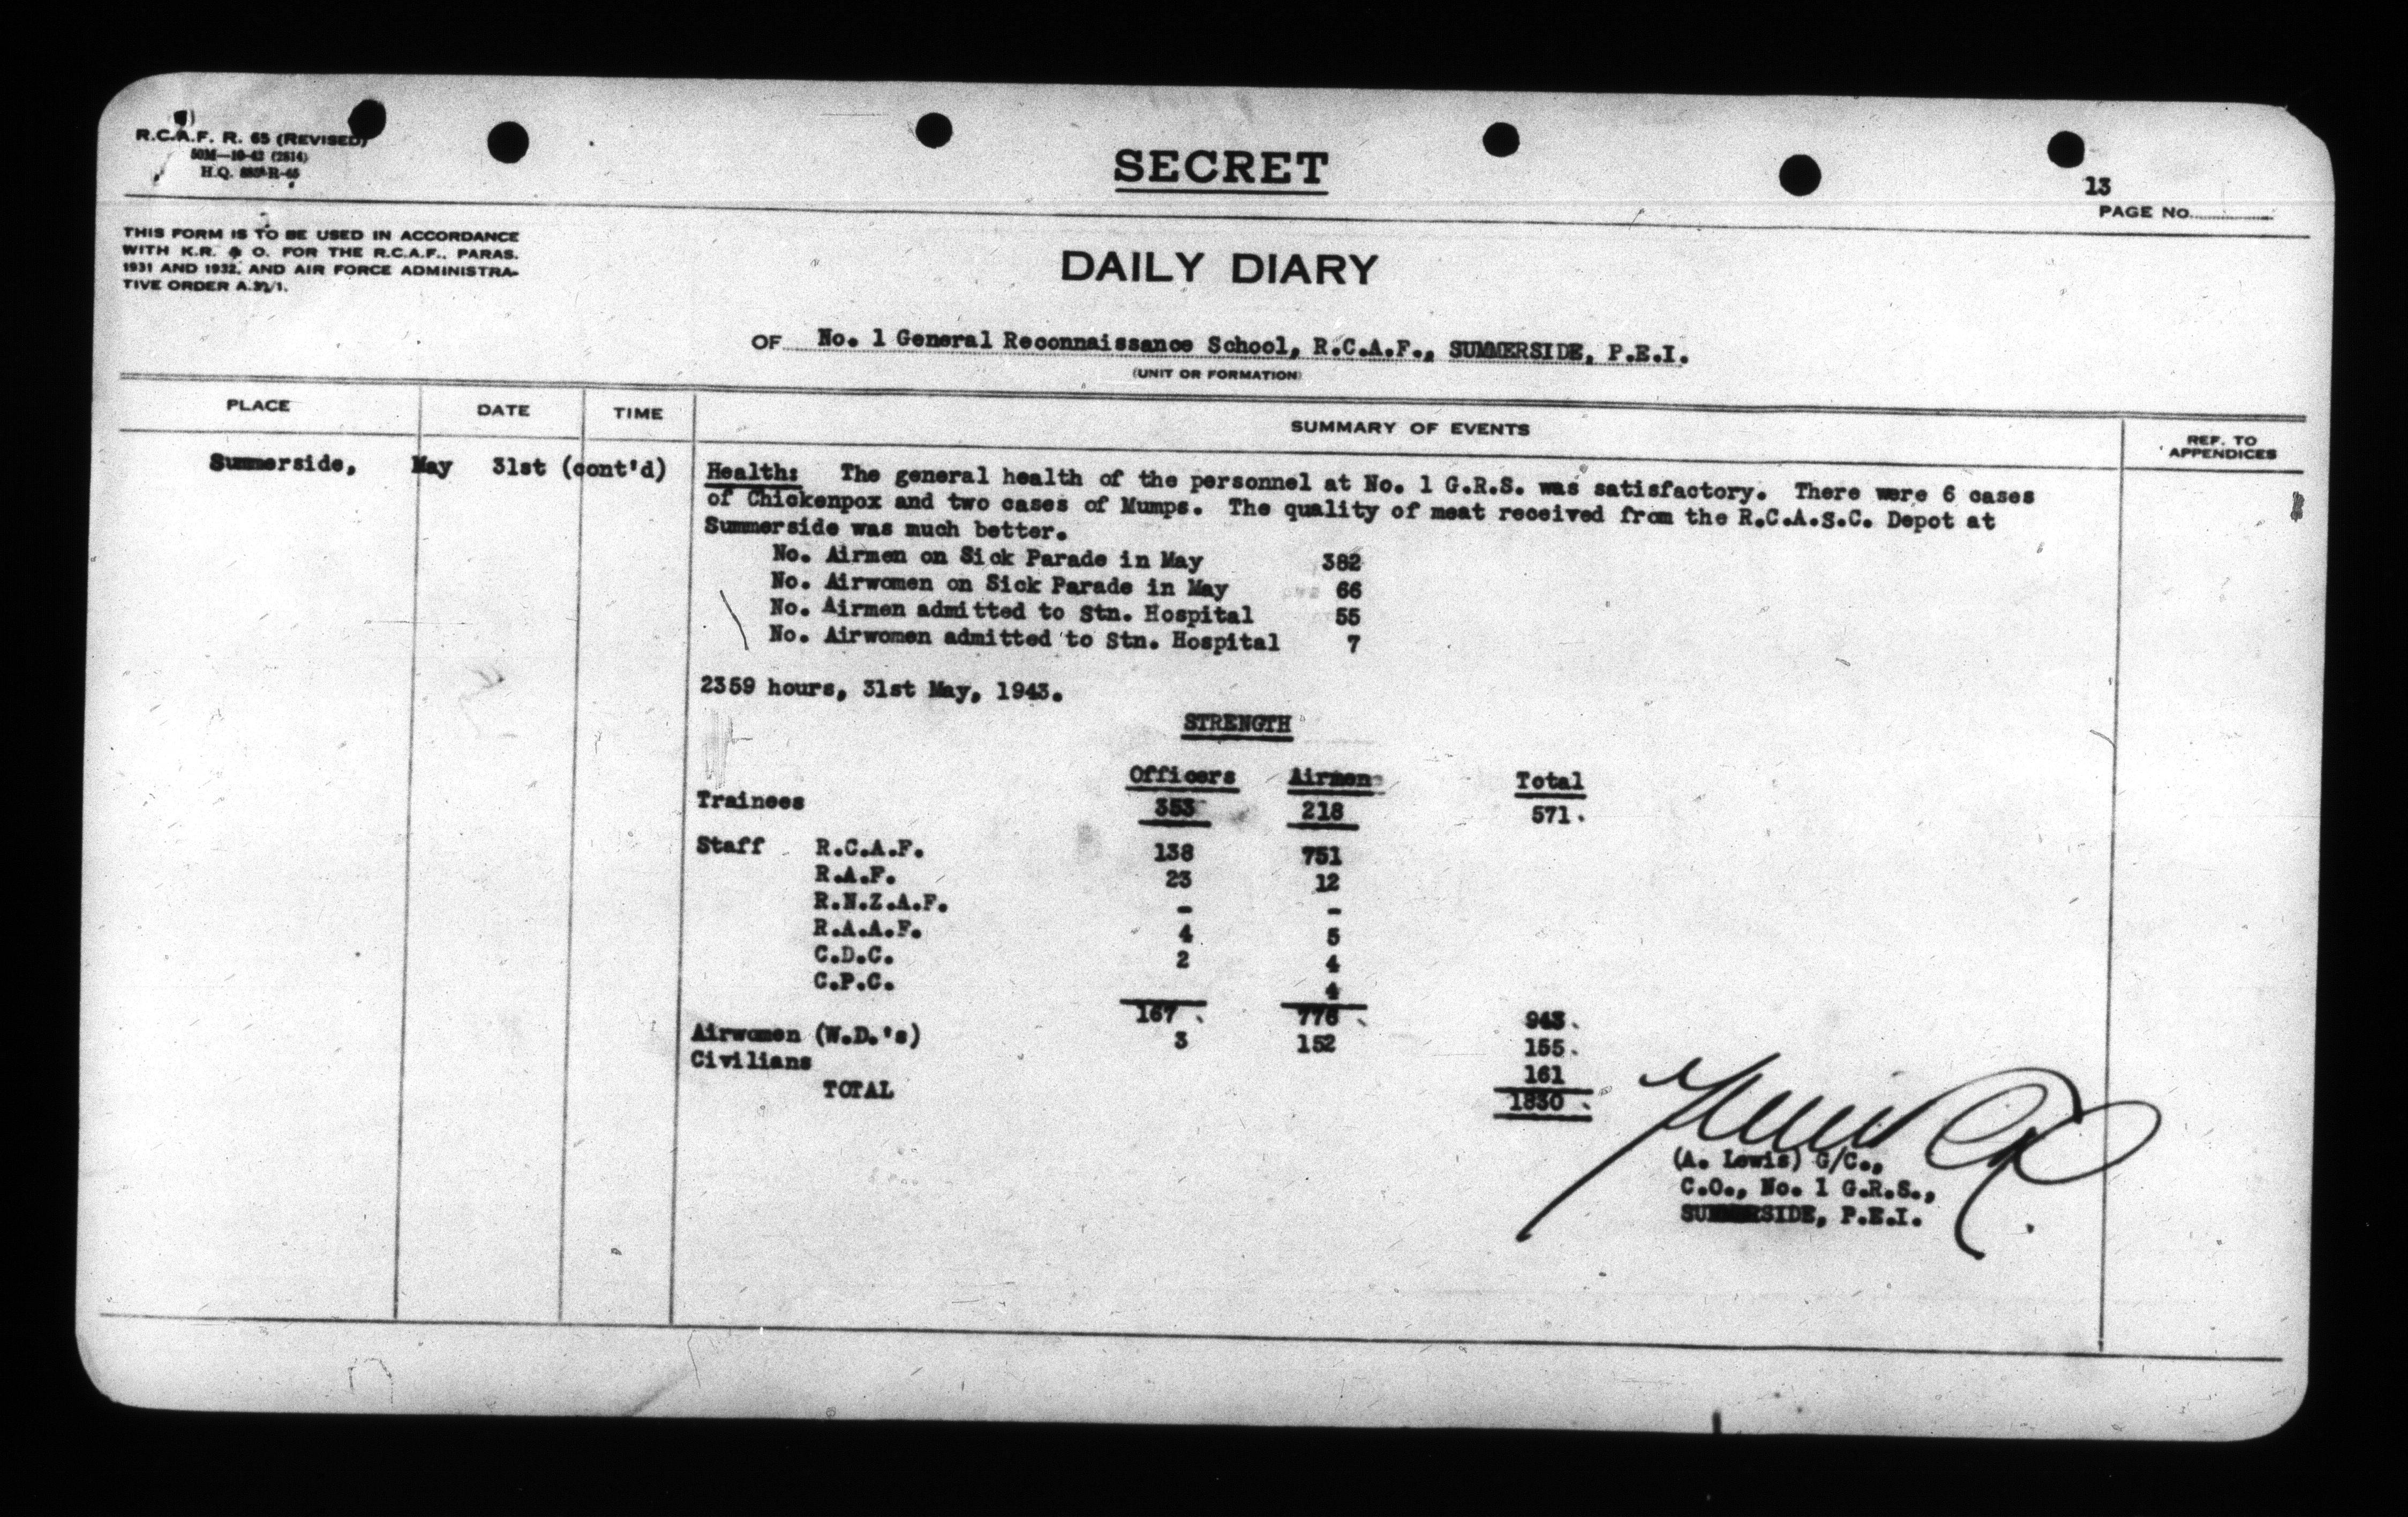 R.C.A.F. R. 65 (REVISED)
50M—10-42 (2814)
H.Q. 885-R-65
SECRET
13
PAGE NO.
THIS FORM IS TO BE USED IN ACCORDANCE
WITH K.R. & O. FOR THE R.C.A.F., PARAS.
1931 AND 1932, AND AIR FORCE ADMINISTRA-
TIVE ORDER
DAILY DIARY
OF No. 1 General Reconnaissance School, R.C.A.F., SUMMERSIDE, P.E.I.
(UNIT OR FORMATION)
PLACE DATE TIME SUMMARY OF EVENTS REF. TO APPENDICES
Summerside, May 31st (cont'd)
Health: The general health of the personnel at No. 1 G.R.S. was satisfactory. There were 6 cases
of Chickenpox and two cases of Mumps. The quality of meat received from the R.C.A.S.C. Depot at
Summerside was much better.
No. Airmen on Sick Parade in May 382
No. Airwomen on Sick Parade in May 66
No. Airmen admitted to Stn. Hospital 55
No. Airwomen admitted to Stn. Hospital 7
2359 hours, 31st May, 1943.
STRENGTH
Officers Airmen Total
Trainees 353 218 571.
Staff R.C.A.F. 138 751
R.A.F. 23 12
R.N.Z.A.F. - -
R.A.A.F. 4 5
C.D.C. 2 4
C.P.C. 4
167 776 943.
Airwomen (W.D.'s) 3 152 155.
Civilians 161
TOTAL 1830
(A. Lewis) G/C.,
C.O., No. 1 G.R.S.,
SUMMERSIDE, P.E.I.